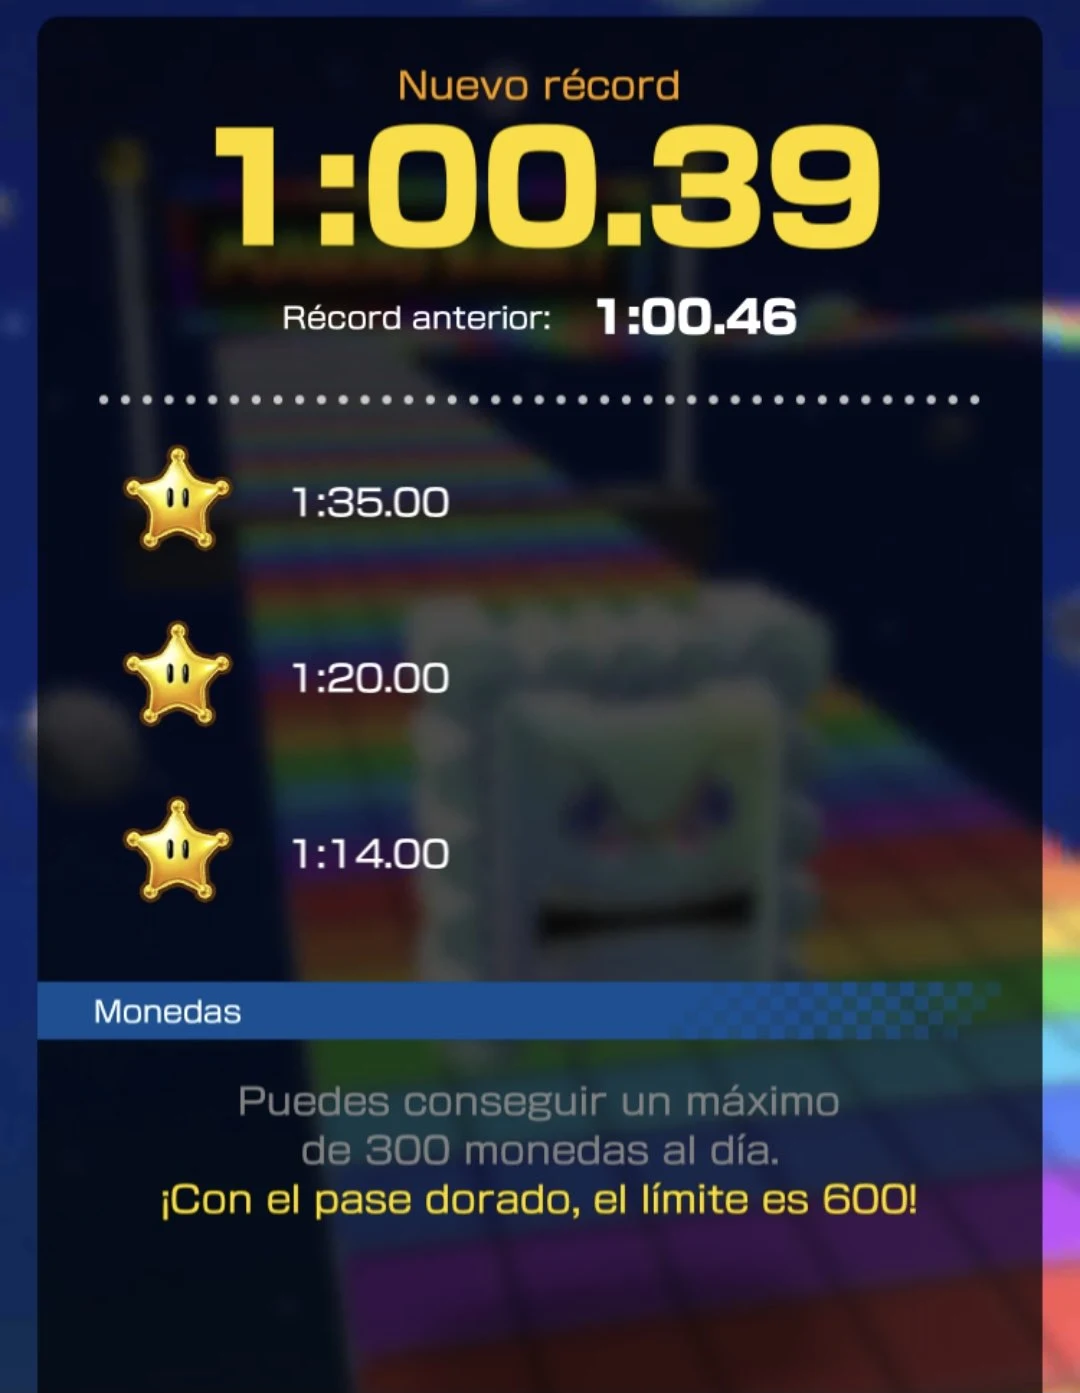 Nuevo récord
1:00.39
Récord anterior: 1:00.46
1:35.00
1:20.00
1:14.00
Monedas
Puedes conseguir un máximo
de 300 monedas al día.
¡Con el pase dorado, el límite es 600!